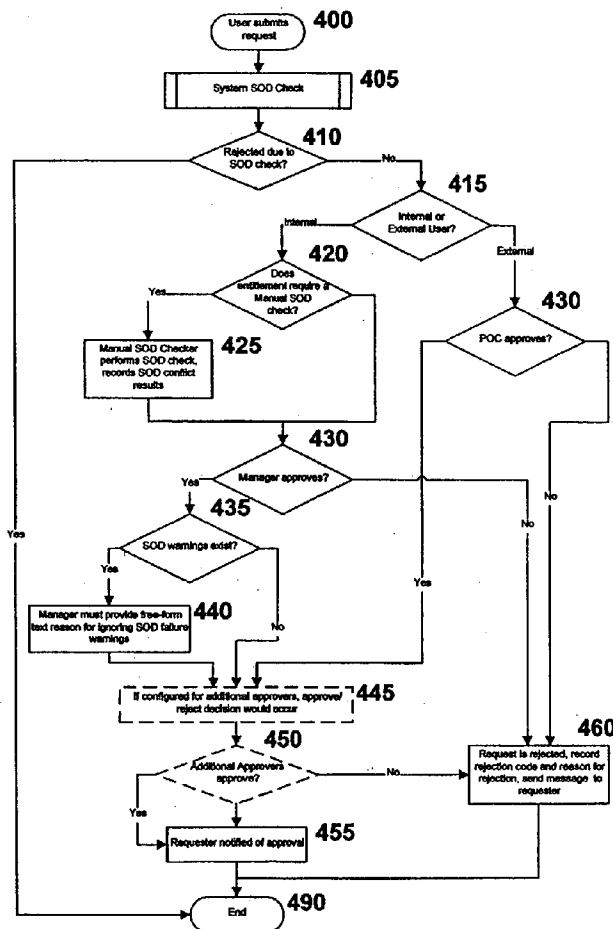 400
User submits
request
405
System SOD Check
410
Rejected due to
SOD check?
No
415
Internal or
External User?
Internal
External
420
Does
entitlement require a
Manual SOD
check?
Yes
425
Manual SOD Checker
performs SOD check,
records SOD conflict
results
430
POC approves?
430
Manager approves?
Yes
No
No
435
SOD warnings exist?
Yes
Yes
Yes
No
440
Manager must provide free-form
text reason for ignoring SOD failure
warnings
445
If configured for additional approvers, approve/
reject decision would occur
450
Additional Approvers
approve?
No
Yes
460
Request is rejected, record
rejection code and reason for
rejection, send message to
requester
455
Requester notified of approval
490
End